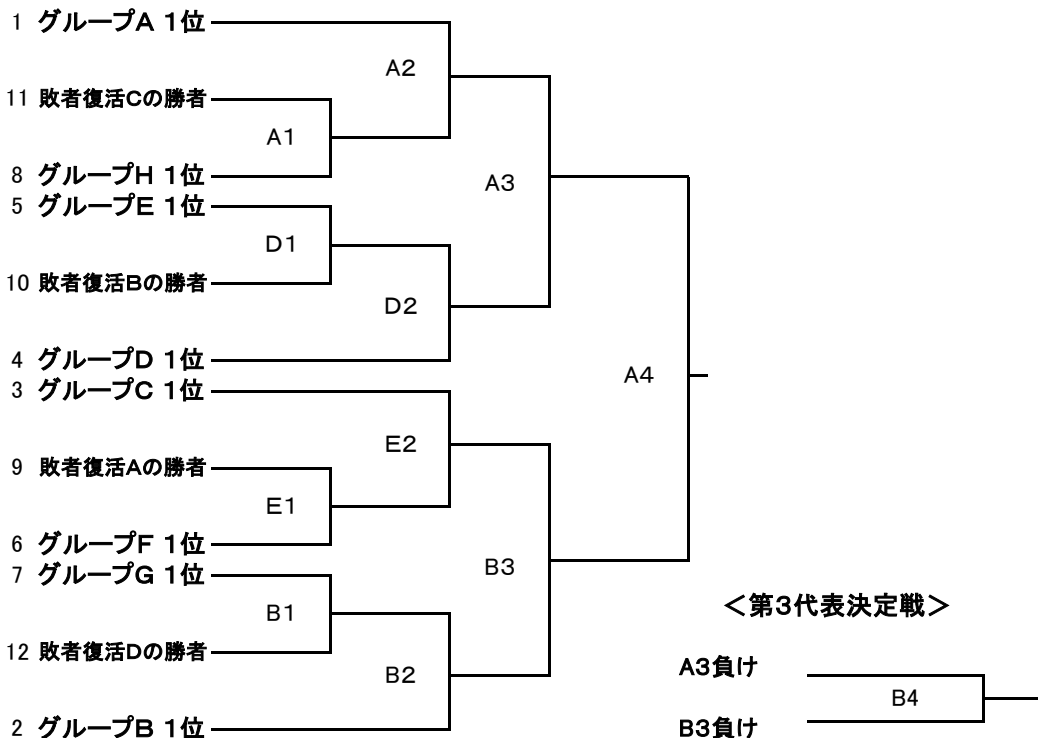 1 グループA 1位
A2
11 敗者復活Cの勝者
A1
8 グループH 1位
A3
5 グループE 1位
D1
10 敗者復活Bの勝者
D2
4 グループD 1位
A4
3 グループC 1位
E2
9 敗者復活Aの勝者
E1
6 グループF 1位
B3
7 グループG 1位
B1
12 敗者復活Dの勝者
B2
2 グループB 1位
＜第3代表決定戦＞
A3負け
B4
B3負け